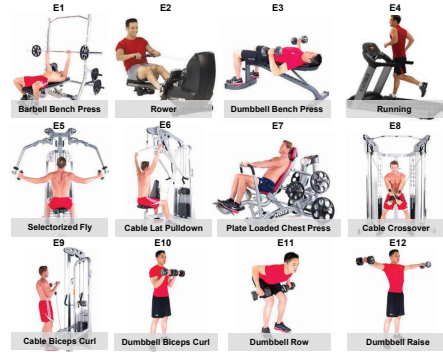 E1 E2 E3 E4
Barbell Bench Press Rower Dumbbell Bench Press Running
E5 E6 E7 E8
Selectorized Fly Cable Lat Pulldown Plate Loaded Chest Press Cable Crossover
E9 E10 E11 E12
Cable Biceps Curl Dumbbell Biceps Curl Dumbbell Row Dumbbell Raise